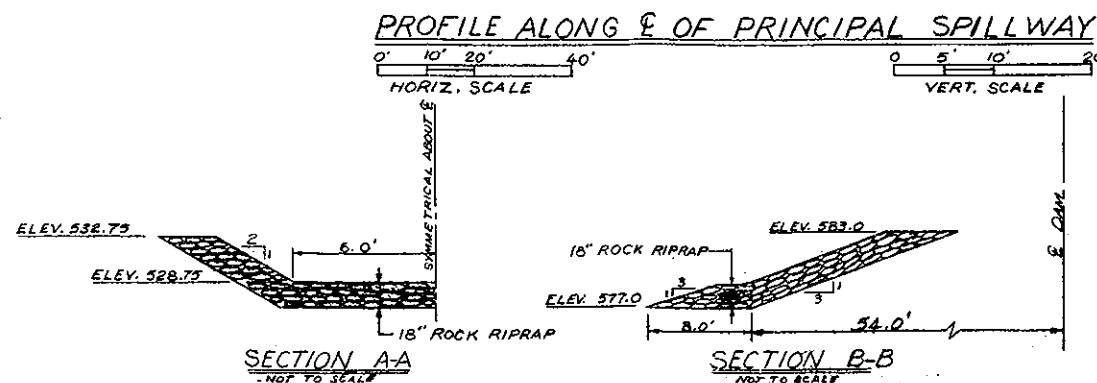 PROFILE ALONG ℄ OF PRINCIPAL SPILLWAY
0' 10' 20' 40'
HORIZ. SCALE
0 5' 10' 20
VERT. SCALE
SYMMETRICAL ABOUT ℄
ELEV. 532.75
2
1
6.0'
ELEV. 528.75
18" ROCK RIPRAP
SECTION A-A
NOT TO SCALE
ELEV. 583.0
18" ROCK RIPRAP
3
1
ELEV. 577.0
1
3
8.0'
54.0'
℄ DAM
SECTION B-B
NOT TO SCALE